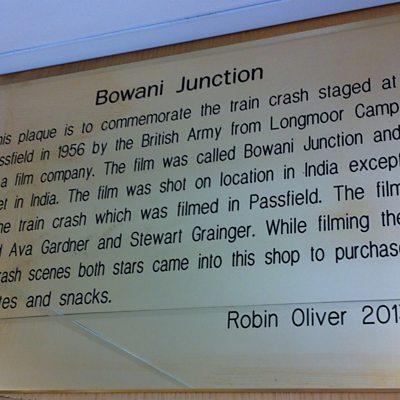 Bowani Junction
his plaque is to commemorate the train crash staged at
ssfield in 1956 by the British Army from Longmoor Camp
a film company. The film was called Bowani Junction and
et in India. The film was shot on location in India except
he train crash which was filmed in Passfield. The film
d Ava Gardner and Stewart Grainger. While filming the
rash scenes both stars came into this shop to purchase
tes and snacks.
Robin Oliver 201